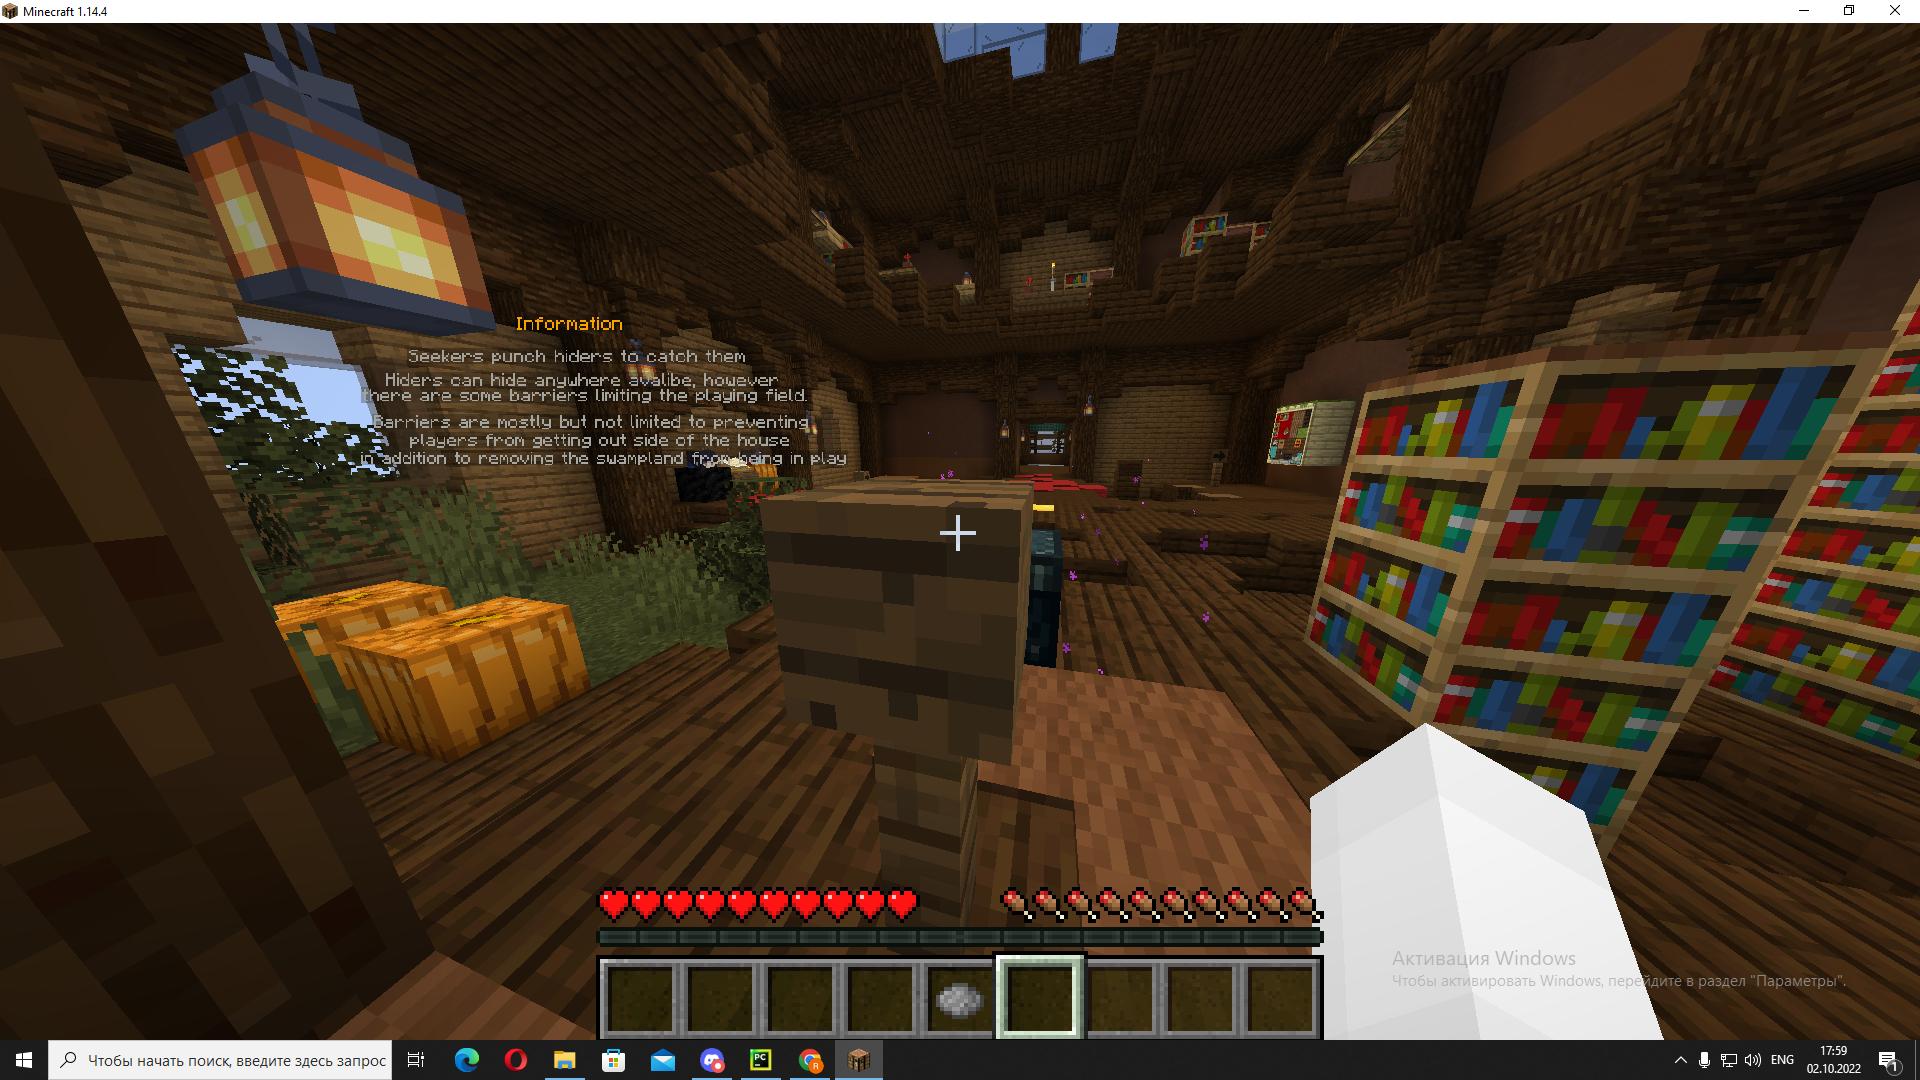 Minecraft 1.14.4
Information
Seekers punch hiders to catch them
Hiders can hide anywhere avalibe, however
there are some barriers limiting the playing field.
Barriers are mostly but not limited to preventing
players from getting out side of the house
in addition to removing the swampland from being in play
Активация Windows
Чтобы активировать Windows, перейдите в раздел "Параметры".
Чтобы начать поиск, введите здесь запрос
PC
R
ENG
17:59
02.10.2022
1